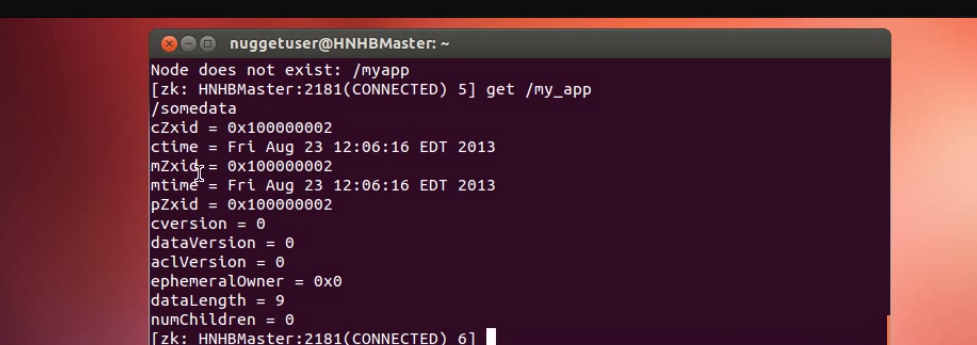 nuggetuser@HNHBMaster: ~
Node does not exist: /myapp
[zk: HNHBMaster:2181(CONNECTED) 5] get /my_app
/somedata
cZxid = 0x100000002
ctime = Fri Aug 23 12:06:16 EDT 2013
mZxid = 0x100000002
mtime = Fri Aug 23 12:06:16 EDT 2013
pZxid = 0x100000002
cversion = 0
dataVersion = 0
aclVersion = 0
ephemeralOwner = 0x0
dataLength = 9
numChildren = 0
[zk: HNHBMaster:2181(CONNECTED) 6]